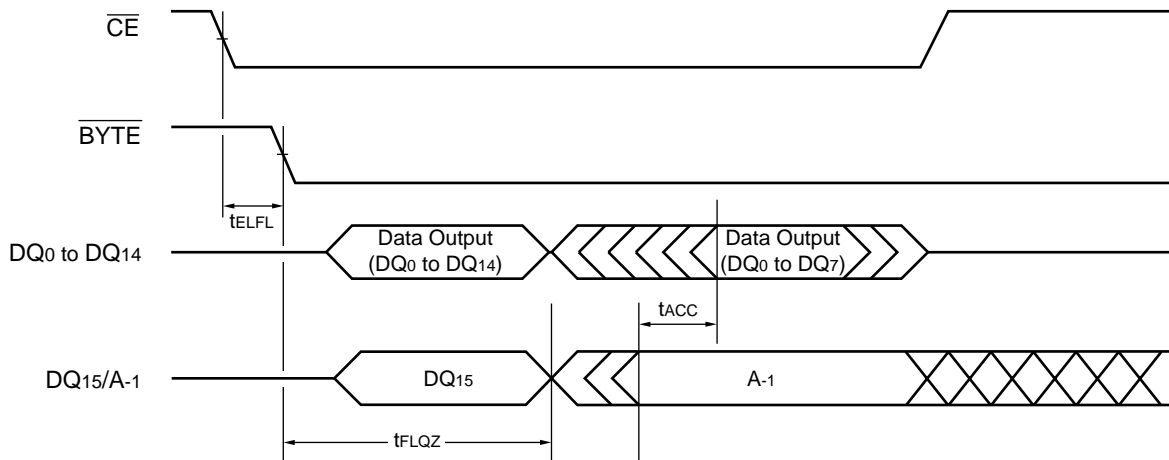 CE
BYTE
tELFL
DQ0 to DQ14
Data Output
(DQ0 to DQ14)
Data Output
(DQ0 to DQ7)
tACC
DQ15/A-1
DQ15
A-1
tFLQZ